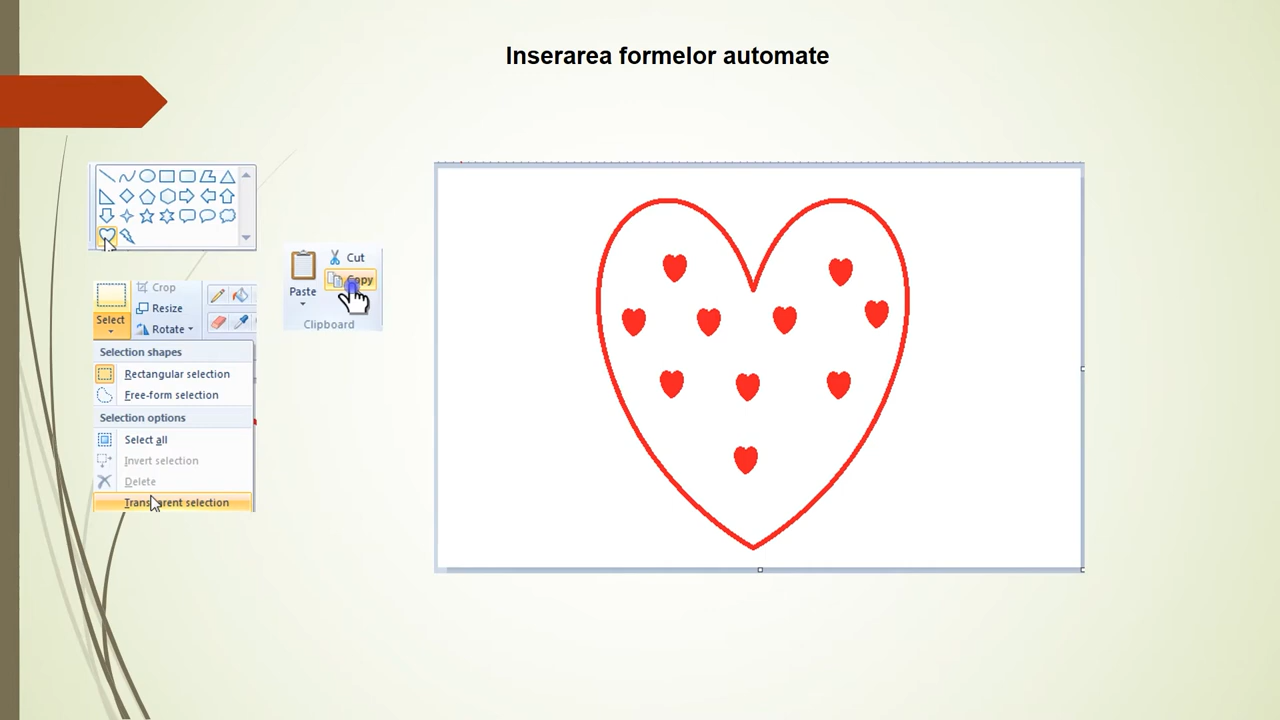 Inserarea formelor automate
Cut
Copy
Paste
Clipboard
Crop
Resize
Rotate
Select
Selection shapes
Rectangular selection
Free-form selection
Selection options
Select all
Invert selection
Delete
Transparent selection